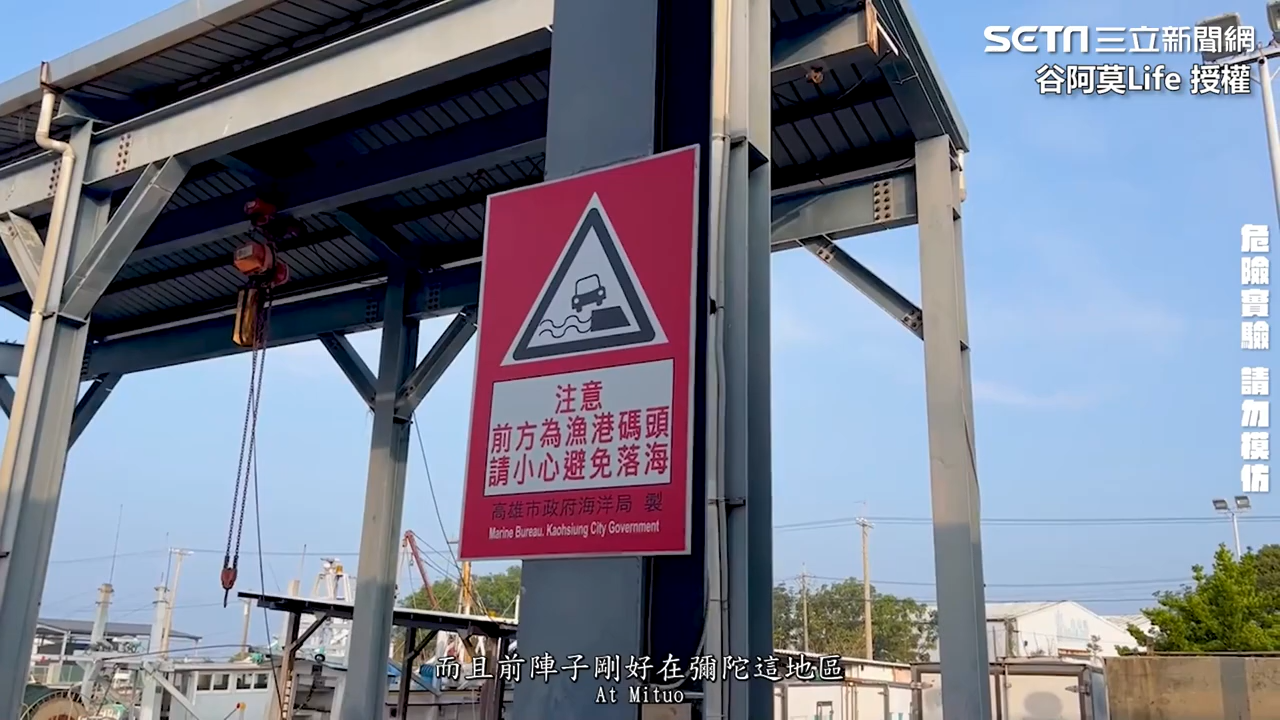 SETN三立新聞網
谷阿莫Life 授權
危險實驗 請勿模仿
注意
前方為漁港碼頭
請小心避免落海
高雄市政府海洋局 製
Marine Bureau. Kaohsiung City Government
而且前陣子剛好在彌陀這地區
At Mituo